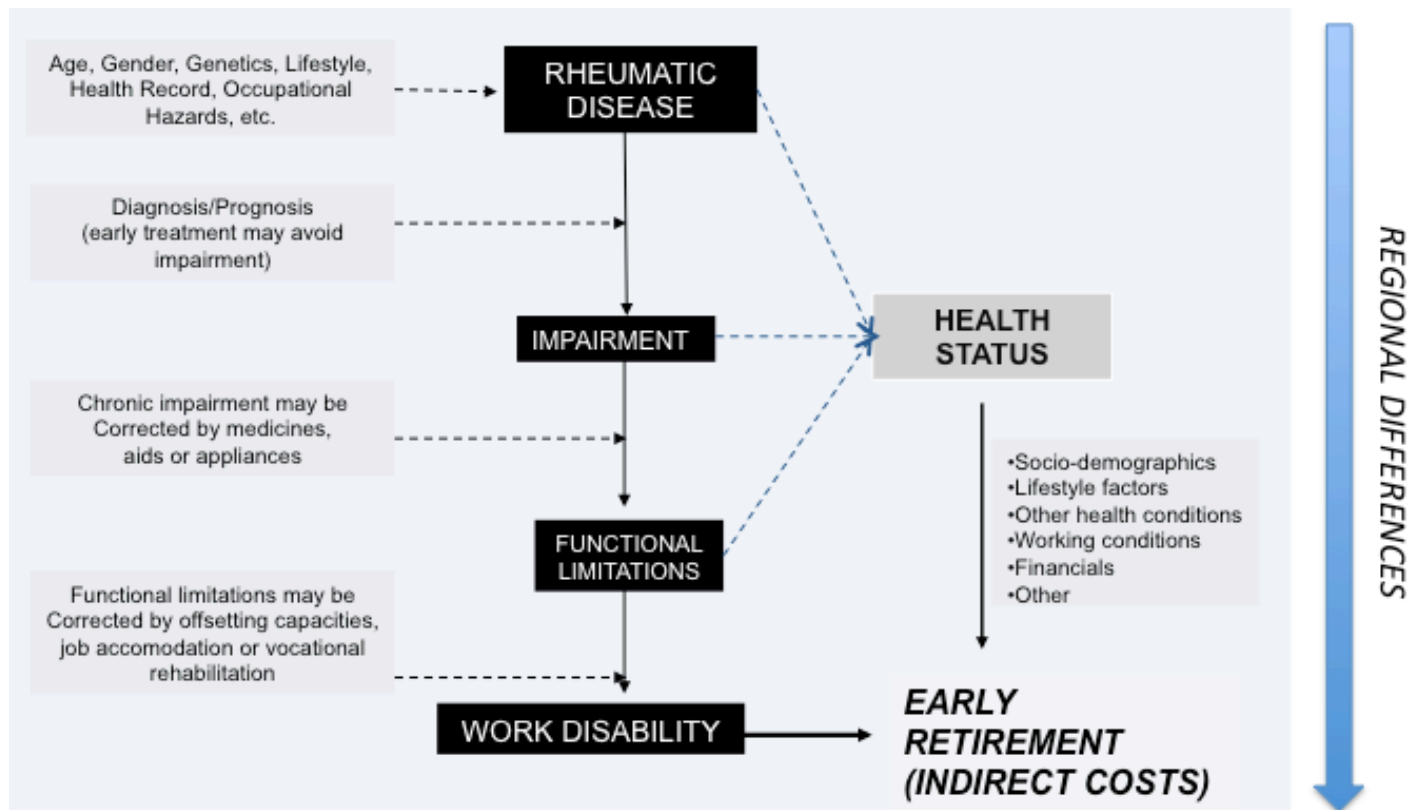 Age, Gender, Genetics, Lifestyle,
Health Record, Occupational
Hazards, etc.
RHEUMATIC
DISEASE
Diagnosis/Prognosis
(early treatment may avoid
impairment)
IMPAIRMENT
HEALTH
STATUS
Chronic impairment may be
Corrected by medicines,
aids or appliances
•Socio-demographics
•Lifestyle factors
•Other health conditions
•Working conditions
•Financials
•Other
FUNCTIONAL
LIMITATIONS
Functional limitations may be
Corrected by offsetting capacities,
job accomodation or vocational
rehabilitation
WORK DISABILITY
EARLY
RETIREMENT
(INDIRECT COSTS)
REGIONAL DIFFERENCES